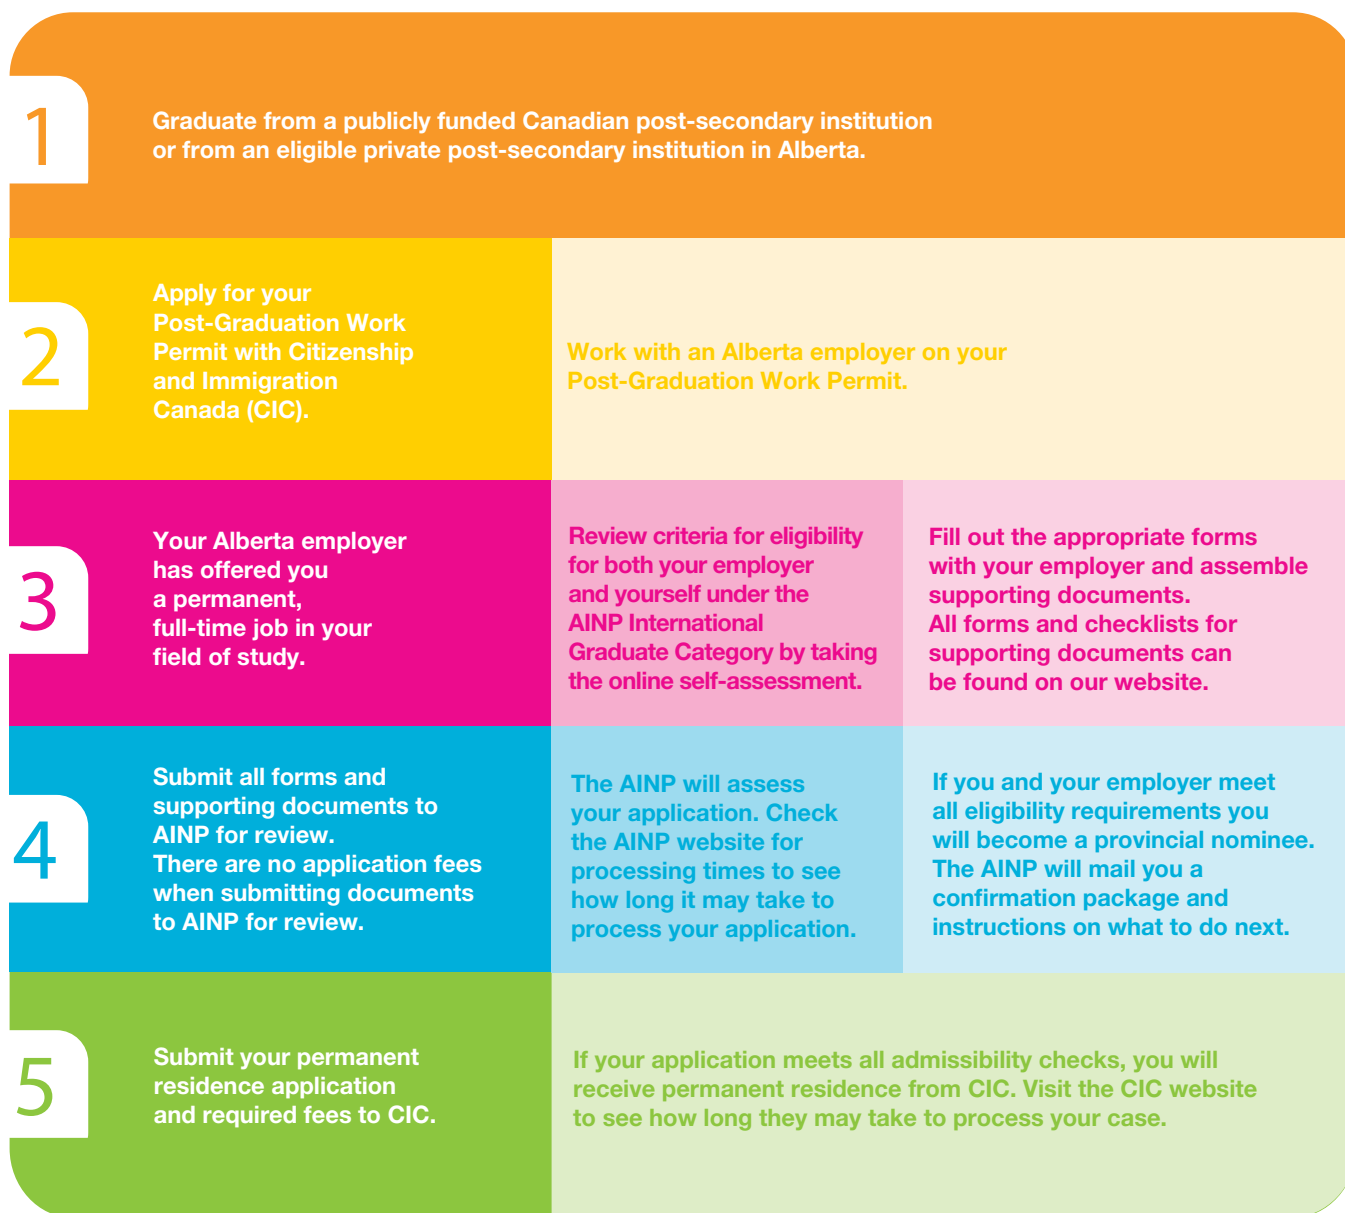 1
Graduate from a publicly funded Canadian post-secondary institution
or from an eligible private post-secondary institution in Alberta.
2
Apply for your
Post-Graduation Work
Permit with Citizenship
and Immigration
Canada (CIC).
Work with an Alberta employer on your
Post-Graduation Work Permit.
3
Your Alberta employer
has offered you
a permanent,
full-time job in your
field of study.
Review criteria for eligibility
for both your employer
and yourself under the
AINP International
Graduate Category by taking
the online self-assessment.
Fill out the appropriate forms
with your employer and assemble
supporting documents.
All forms and checklists for
supporting documents can
be found on our website.
4
Submit all forms and
supporting documents to
AINP for review.
There are no application fees
when submitting documents
to AINP for review.
The AINP will assess
your application. Check
the AINP website for
processing times to see
how long it may take to
process your application.
If you and your employer meet
all eligibility requirements you
will become a provincial nominee.
The AINP will mail you a
confirmation package and
instructions on what to do next.
5
Submit your permanent
residence application
and required fees to CIC.
If your application meets all admissibility checks, you will
receive permanent residence from CIC. Visit the CIC website
to see how long they may take to process your case.